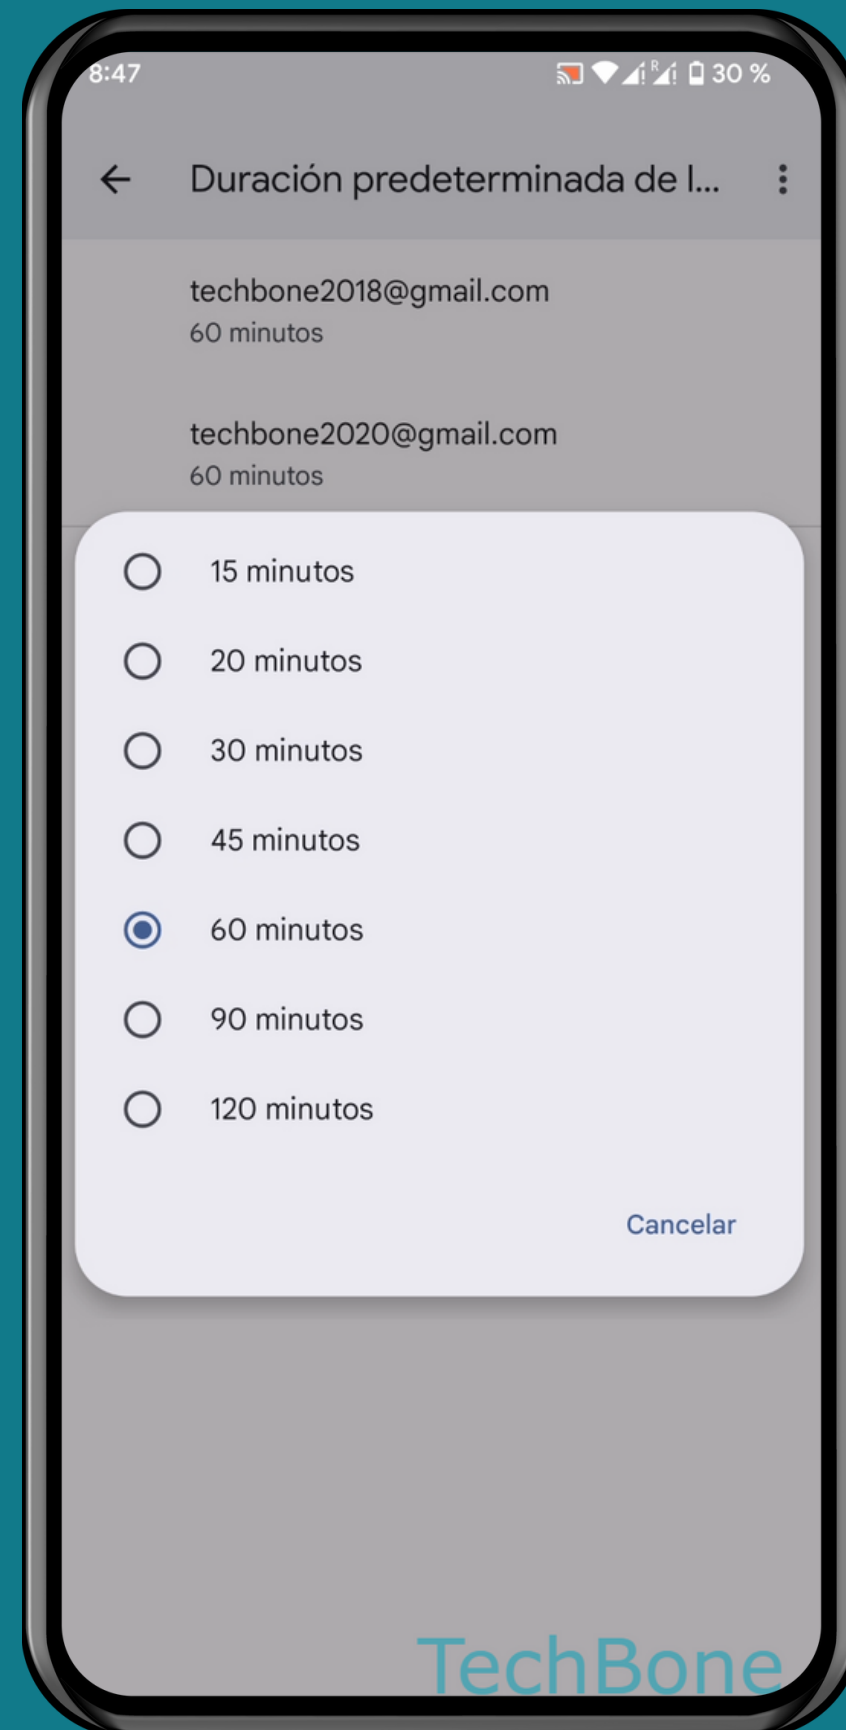 8:47
R
30 %
Duración predeterminada de l...
techbone2018@gmail.com
60 minutos
techbone2020@gmail.com
60 minutos
15 minutos
20 minutos
30 minutos
45 minutos
60 minutos
90 minutos
120 minutos
Cancelar
TechBone